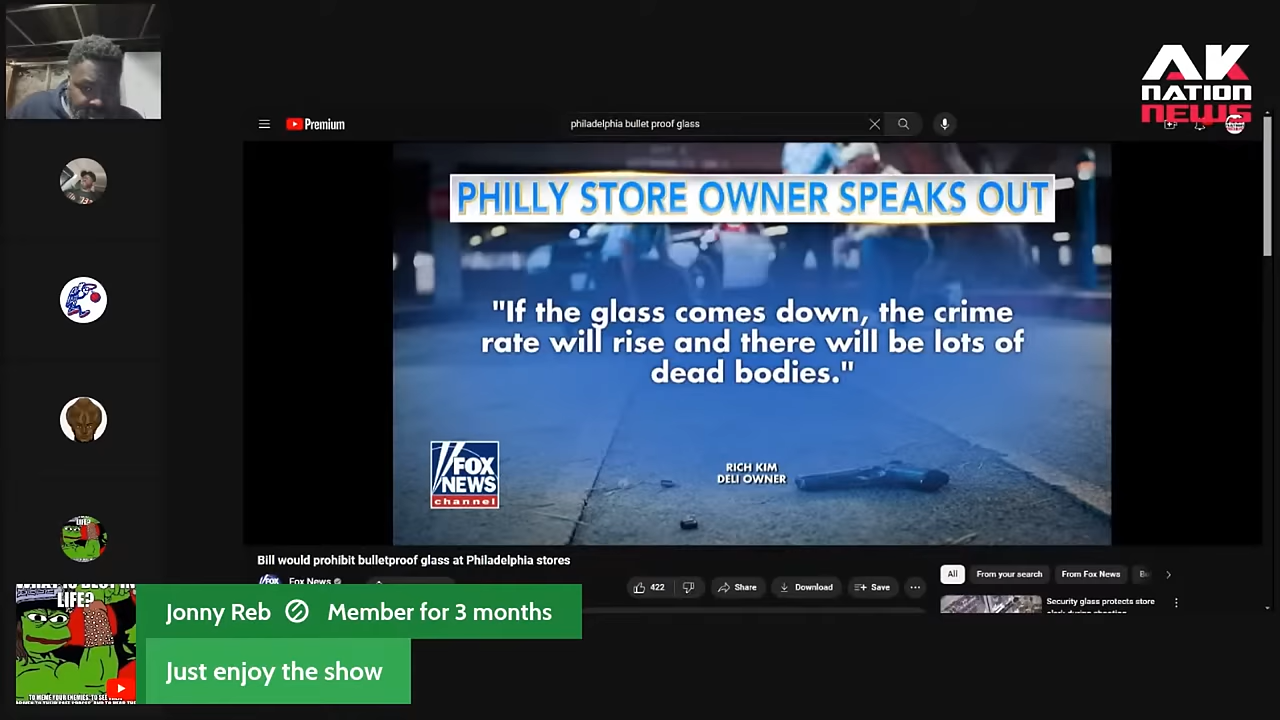 AK
NATION
NEWS
Premium
philadelphia bullet proof glass
PHILLY STORE OWNER SPEAKS OUT
"If the glass comes down, the crime
rate will rise and there will be lots of
dead bodies."
RICH KIM
DELI OWNER
FOX
NEWS
channel
Bill would prohibit bulletproof glass at Philadelphia stores
FOX
Fox News
422
Share
Download
Save
All
From your search
From Fox News
Security glass protects store
LIFE?
Jonny Reb
Member for 3 months
Just enjoy the show